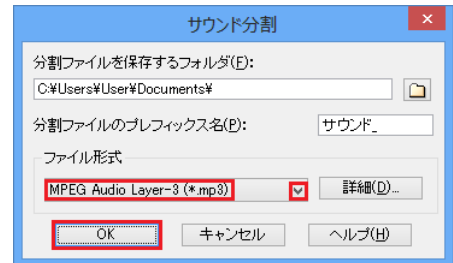 サウンド分割
分割ファイルを保存するフォルダ(F):
C:¥Users¥User¥Documents¥
分割ファイルのプレフィックス名(P): サウンド_
ファイル形式
MPEG Audio Layer-3 (*.mp3) 詳細(D)...
OK キャンセル ヘルプ(H)